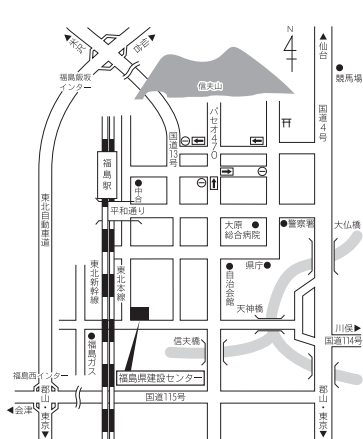 N
▲仙台
▲米沢
仙台▲
福島飯坂
インター
信夫山
●競馬場
国道4号
国道13号
パセオ470
福島駅
●中合
平和通り
大原
総合病院
●警察署
大仏橋
県庁●
●自治会館
天神橋
東北自動車道
東北新幹線
東北本線
●福島ガス
信夫橋
川俣▶
国道114号
福島県建設センター
福島西インター
国道115号
◀会津
郡山・東京▼
郡山・東京▼